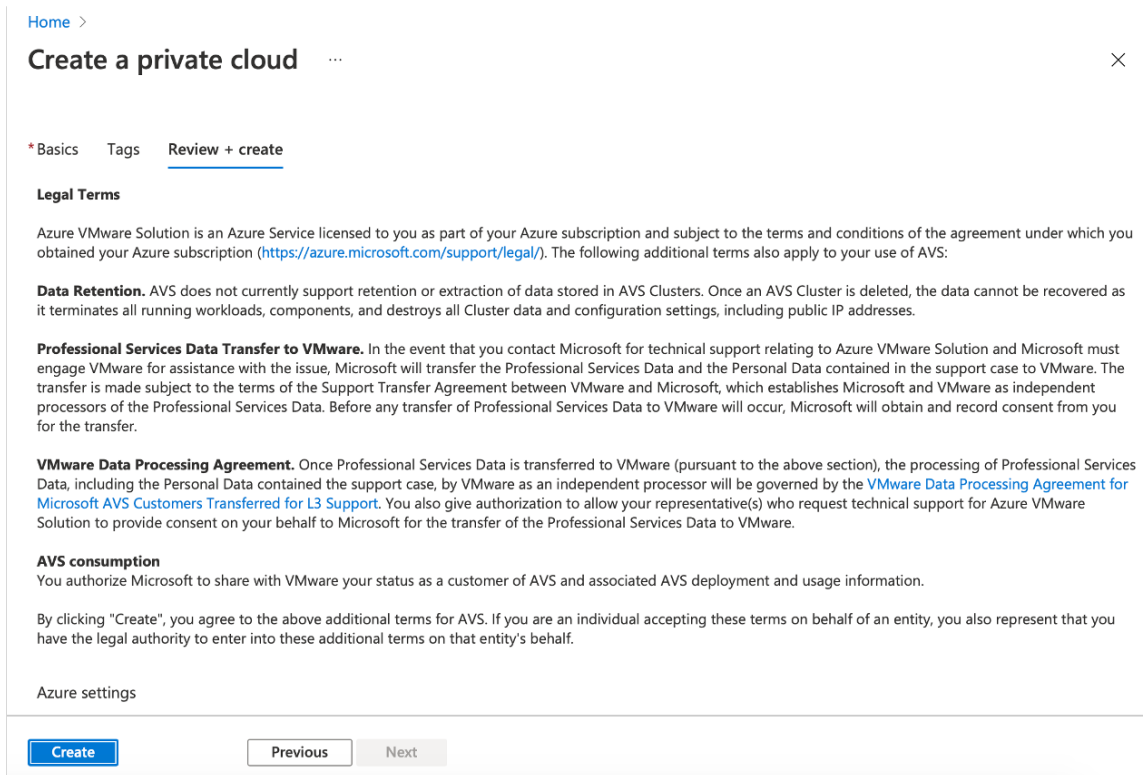 Home >
Create a private cloud ...
* Basics Tags Review + create
Legal Terms
Azure VMware Solution is an Azure Service licensed to you as part of your Azure subscription and subject to the terms and conditions of the agreement under which you
obtained your Azure subscription (https://azure.microsoft.com/support/legal/). The following additional terms also apply to your use of AVS:
Data Retention. AVS does not currently support retention or extraction of data stored in AVS Clusters. Once an AVS Cluster is deleted, the data cannot be recovered as
it terminates all running workloads, components, and destroys all Cluster data and configuration settings, including public IP addresses.
Professional Services Data Transfer to VMware. In the event that you contact Microsoft for technical support relating to Azure VMware Solution and Microsoft must
engage VMware for assistance with the issue, Microsoft will transfer the Professional Services Data and the Personal Data contained in the support case to VMware. The
transfer is made subject to the terms of the Support Transfer Agreement between VMware and Microsoft, which establishes Microsoft and VMware as independent
processors of the Professional Services Data. Before any transfer of Professional Services Data to VMware will occur, Microsoft will obtain and record consent from you
for the transfer.
VMware Data Processing Agreement. Once Professional Services Data is transferred to VMware (pursuant to the above section), the processing of Professional Services
Data, including the Personal Data contained the support case, by VMware as an independent processor will be governed by the VMware Data Processing Agreement for
Microsoft AVS Customers Transferred for L3 Support. You also give authorization to allow your representative(s) who request technical support for Azure VMware
Solution to provide consent on your behalf to Microsoft for the transfer of the Professional Services Data to VMware.
AVS consumption
You authorize Microsoft to share with VMware your status as a customer of AVS and associated AVS deployment and usage information.
By clicking "Create", you agree to the above additional terms for AVS. If you are an individual accepting these terms on behalf of an entity, you also represent that you
have the legal authority to enter into these additional terms on that entity's behalf.
Azure settings
Create Previous Next